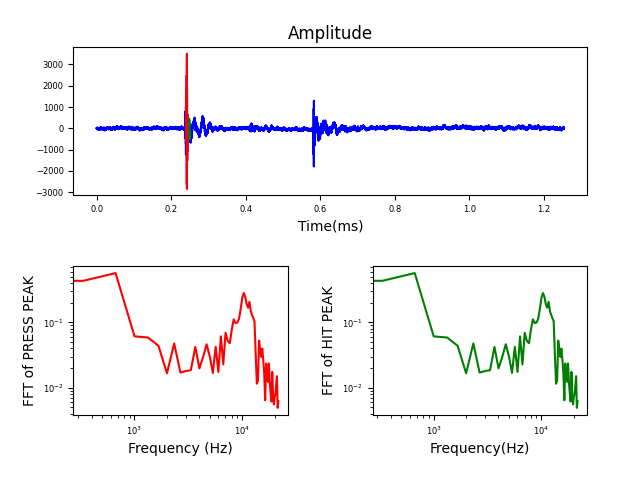 Amplitude
3000
2000
1000
0
−1000
−2000
−3000
0.0 0.2 0.4 0.6 0.8 1.0 1.2
Time(ms)
FFT of PRESS PEAK
10⁻¹
10⁻²
10³ 10⁴
Frequency (Hz)
FFT of HIT PEAK
10⁻¹
10⁻²
10³ 10⁴
Frequency(Hz)